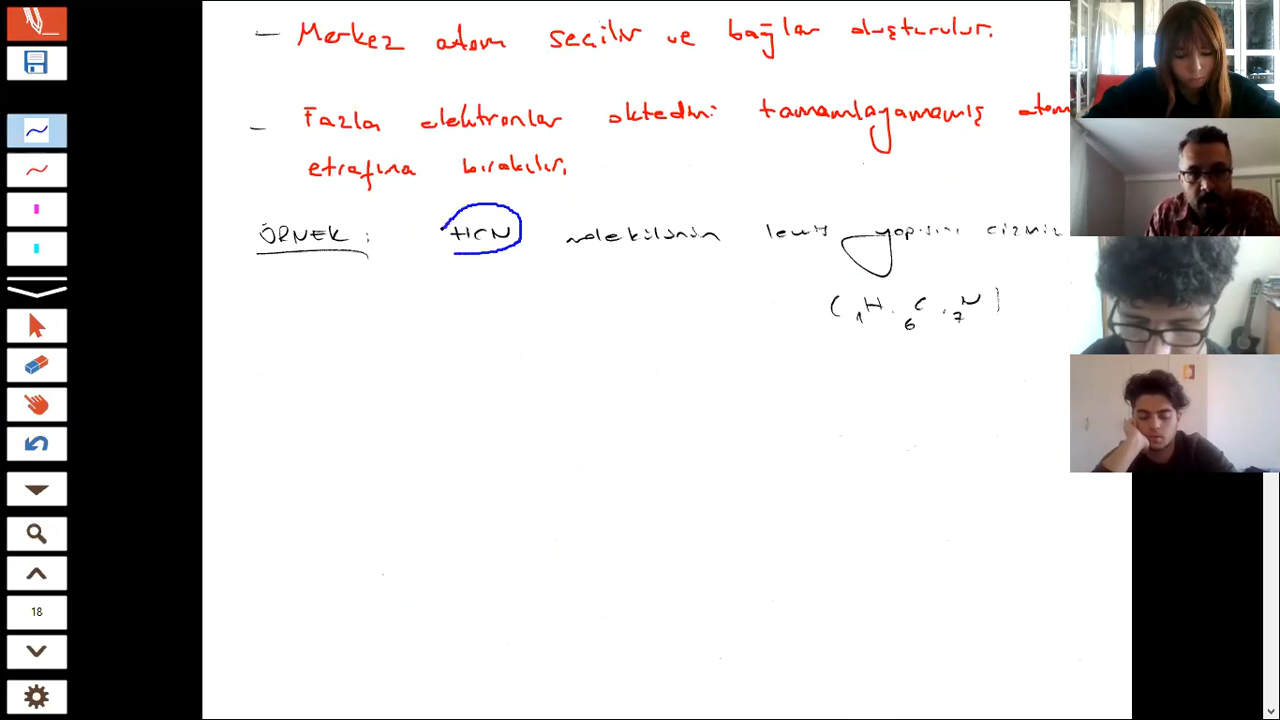 - Merkez atom seçilir ve bağlar oluşturulur.
- Fazla elektronlar oktedini tamamlayamamış atom
etrafına bırakılır.
ÖRNEK : HCN molekülünün lewis yapısını çiziniz
( ₁H, ₆C, ₇N )
18